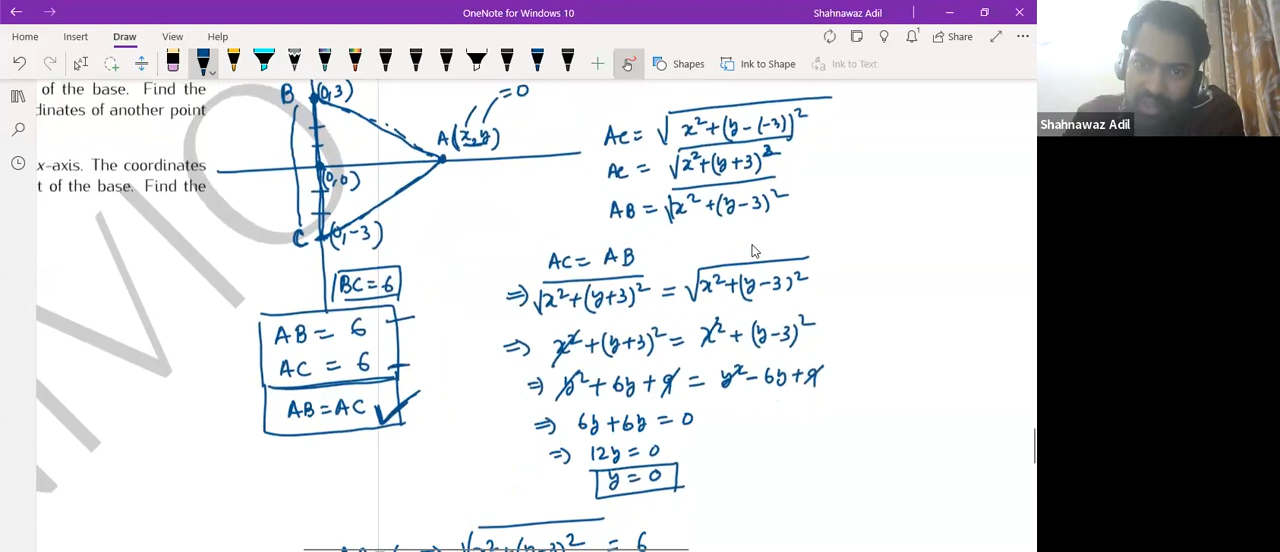 OneNote for Windows 10
Shahnawaz Adil
Home Insert Draw View Help
Share
Shapes
Ink to Shape
Ink to Text
Shahnawaz Adil
of the base. Find the
dinates of another point
x-axis. The coordinates
t of the base. Find the
B (0,3)
= 0
A(x,y)
(0,0)
C (0,-3)
BC = 6
AB = 6
AC = 6
AB = AC ✓
AC = √x² + (y-(-3))²
AC = √x² + (y+3)²
AB = √x² + (y-3)²
AC = AB
⇒ √x² + (y+3)² = √x² + (y-3)²
⇒ x² + (y+3)² = x² + (y-3)²
⇒ y² + 6y + 9 = y² - 6y + 9
⇒ 6y + 6y = 0
⇒ 12y = 0
y = 0
= 6